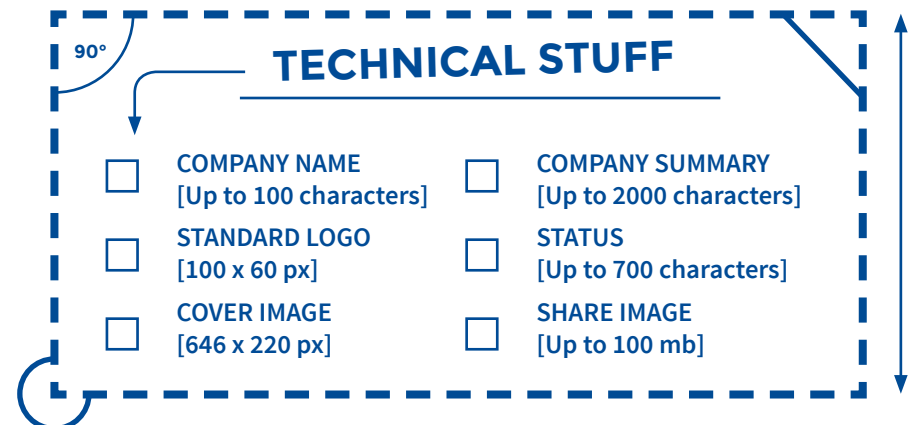 90°
TECHNICAL STUFF
COMPANY NAME
[Up to 100 characters]
STANDARD LOGO
[100 x 60 px]
COVER IMAGE
[646 x 220 px]
COMPANY SUMMARY
[Up to 2000 characters]
STATUS
[Up to 700 characters]
SHARE IMAGE
[Up to 100 mb]